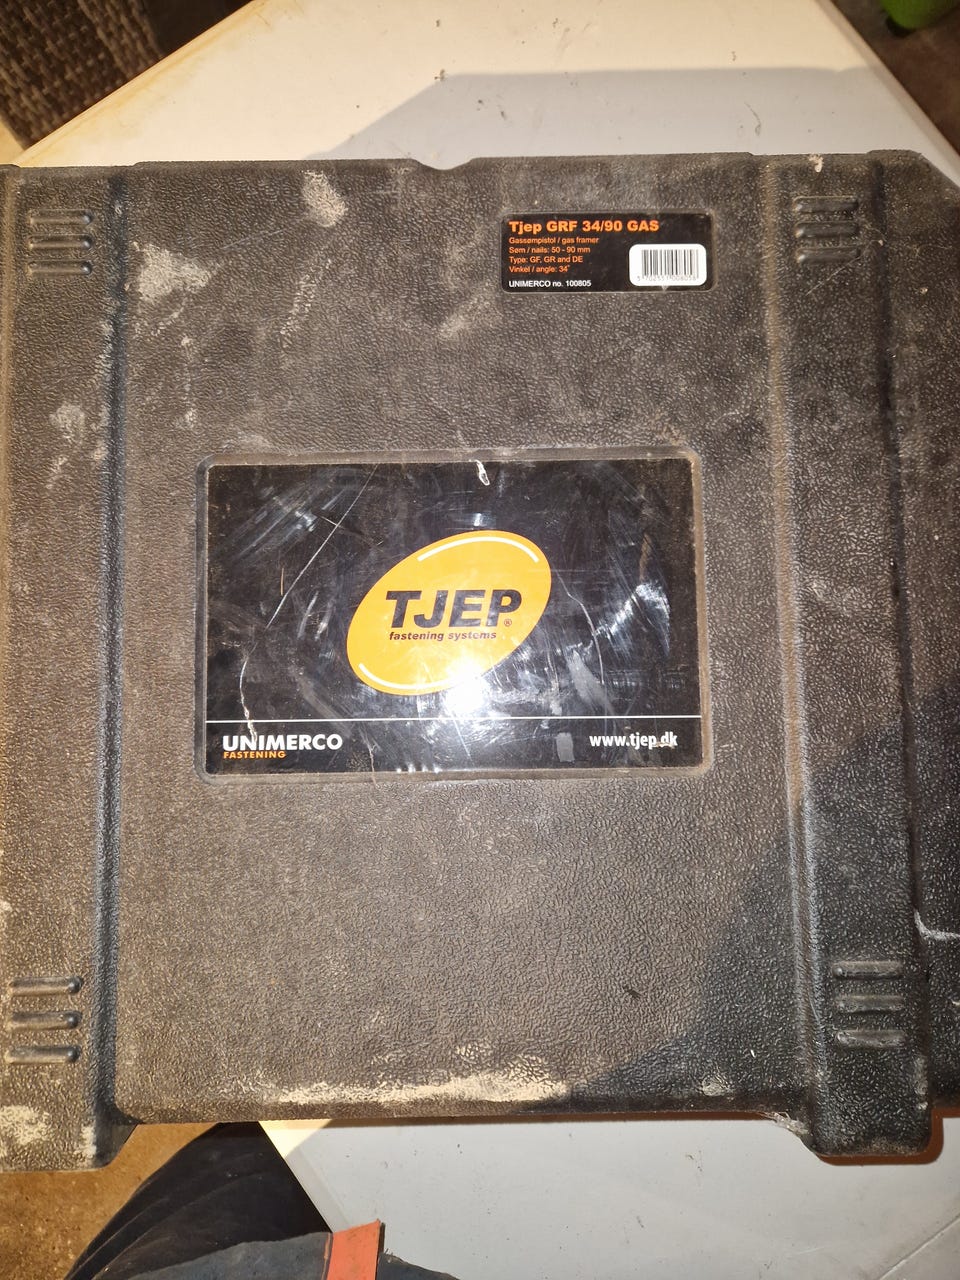 Tjep GRF 34/90 GAS
Gassømpistol / gas framer
Søm / nails: 50 - 90 mm
Type: GF, GR and DE
Vinkel / angle: 34°
UNIMERCO no. 100805
TJEP®
fastening systems
UNIMERCO
FASTENING
www.tjep.dk